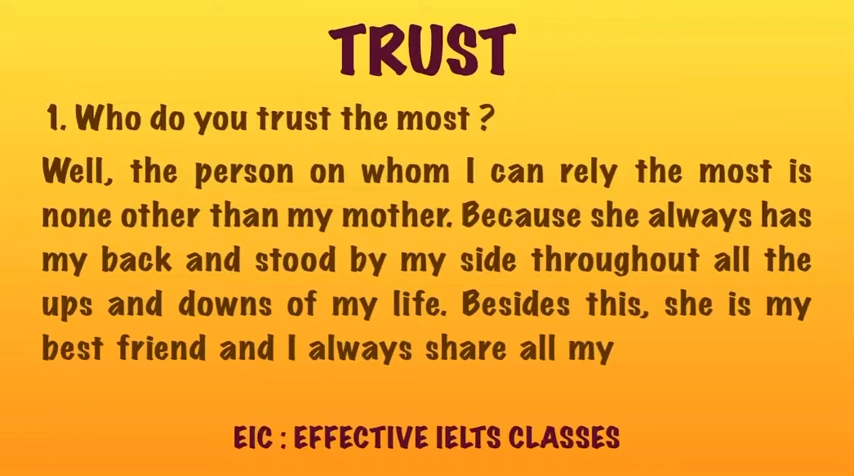 TRUST
1. Who do you trust the most ?
Well, the person on whom I can rely the most is
none other than my mother. Because she always has
my back and stood by my side throughout all the
ups and downs of my life. Besides this, she is my
best friend and I always share all my
EIC : EFFECTIVE IELTS CLASSES